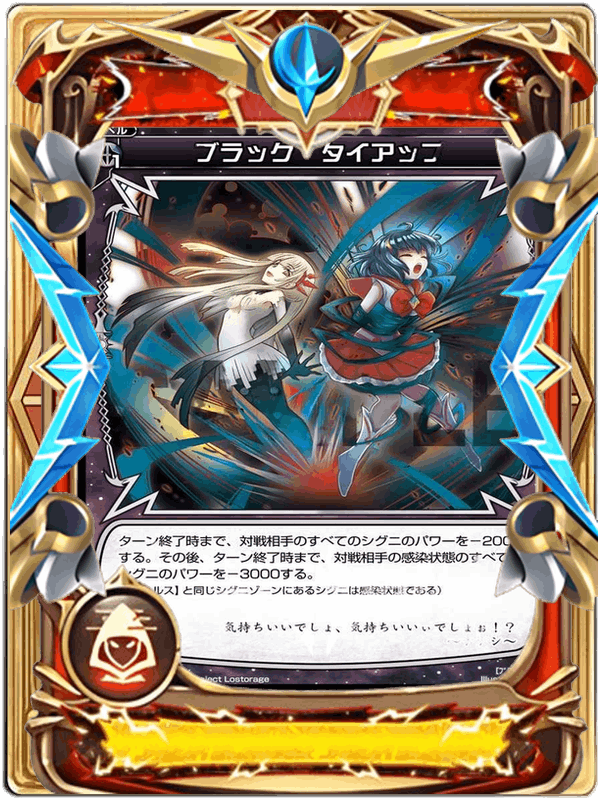 ブラック タイアップ
ターン終了時まで、対戦相手のすべてのシグニのパワーを－200
する。その後、ターン終了時まで、対戦相手の感染状態のすべて
グニのパワーを－3000する。
ルス】と同じシグニゾーンにあるシグニは感染状態である）
気持ちいいでしょ、気持ちいいぃでしょぉ！？
シ～
ject Lostorage
Illu